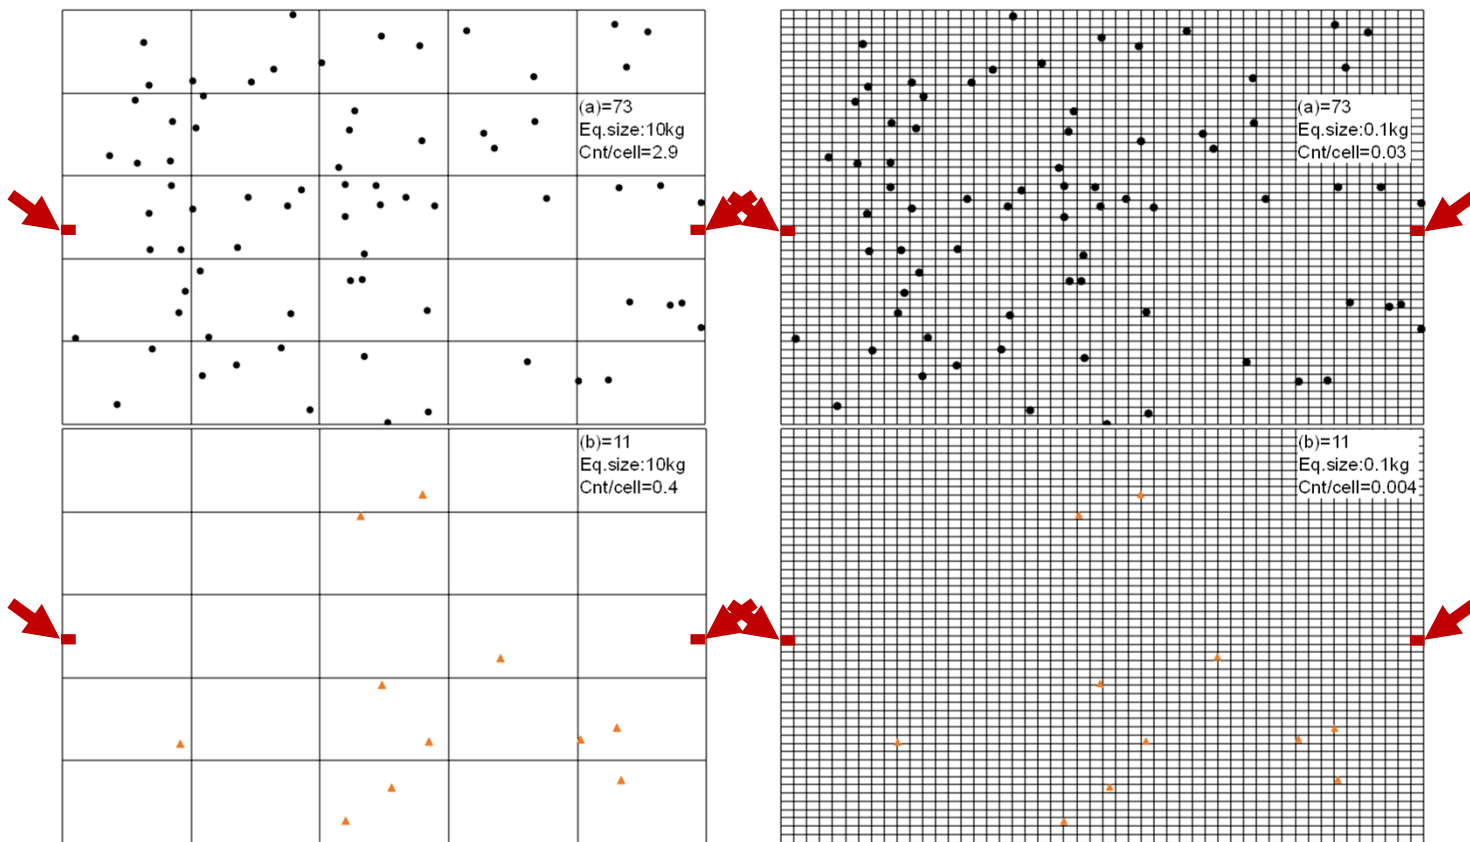 (a)=73
Eq.size:10kg
Cnt/cell=2.9
(a)=73
Eq.size:0.1kg
Cnt/cell=0.03
(b)=11
Eq.size:10kg
Cnt/cell=0.4
(b)=11
Eq.size:0.1kg
Cnt/cell=0.004